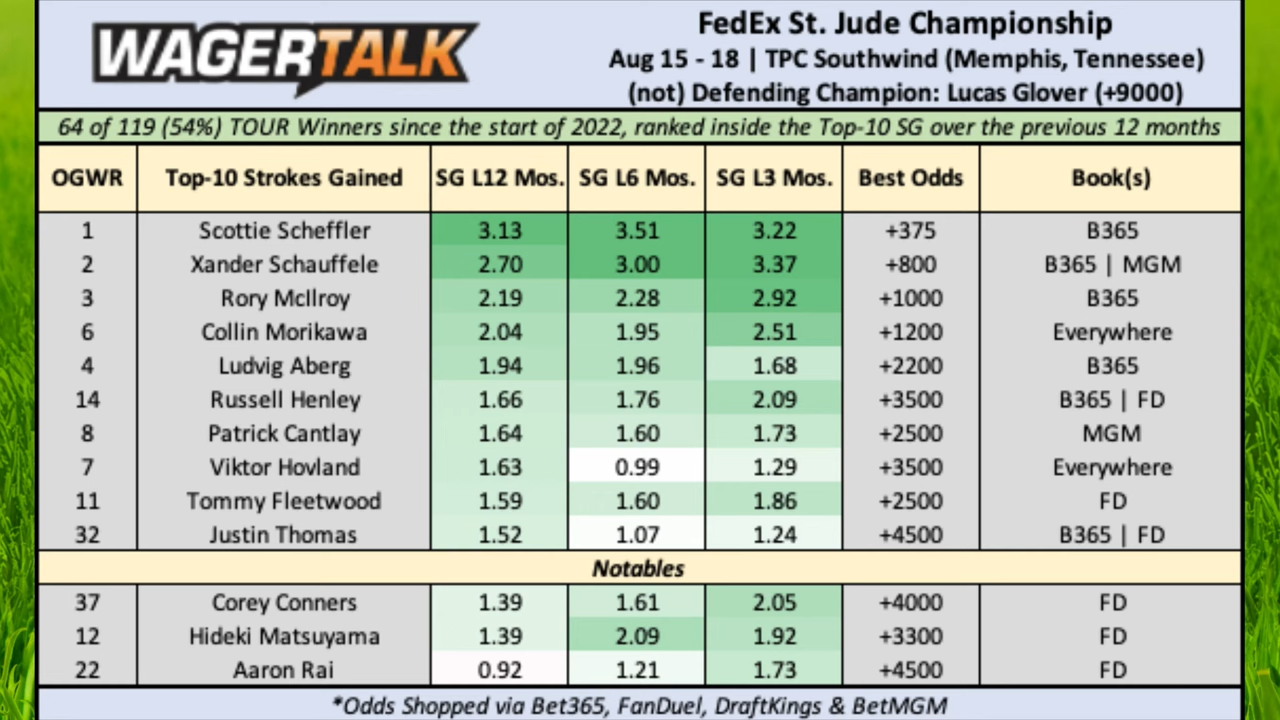 WAGERTALK
FedEx St. Jude Championship
Aug 15 - 18 | TPC Southwind (Memphis, Tennessee)
(not) Defending Champion: Lucas Glover (+9000)
64 of 119 (54%) TOUR Winners since the start of 2022, ranked inside the Top-10 SG over the previous 12 months
OGWR Top-10 Strokes Gained SG L12 Mos. SG L6 Mos. SG L3 Mos. Best Odds Book(s)
1 Scottie Scheffler 3.13 3.51 3.22 +375 B365
2 Xander Schauffele 2.70 3.00 3.37 +800 B365 | MGM
3 Rory McIlroy 2.19 2.28 2.92 +1000 B365
6 Collin Morikawa 2.04 1.95 2.51 +1200 Everywhere
4 Ludvig Aberg 1.94 1.96 1.68 +2200 B365
14 Russell Henley 1.66 1.76 2.09 +3500 B365 | FD
8 Patrick Cantlay 1.64 1.60 1.73 +2500 MGM
7 Viktor Hovland 1.63 0.99 1.29 +3500 Everywhere
11 Tommy Fleetwood 1.59 1.60 1.86 +2500 FD
32 Justin Thomas 1.52 1.07 1.24 +4500 B365 | FD
Notables
37 Corey Conners 1.39 1.61 2.05 +4000 FD
12 Hideki Matsuyama 1.39 2.09 1.92 +3300 FD
22 Aaron Rai 0.92 1.21 1.73 +4500 FD
*Odds Shopped via Bet365, FanDuel, DraftKings & BetMGM